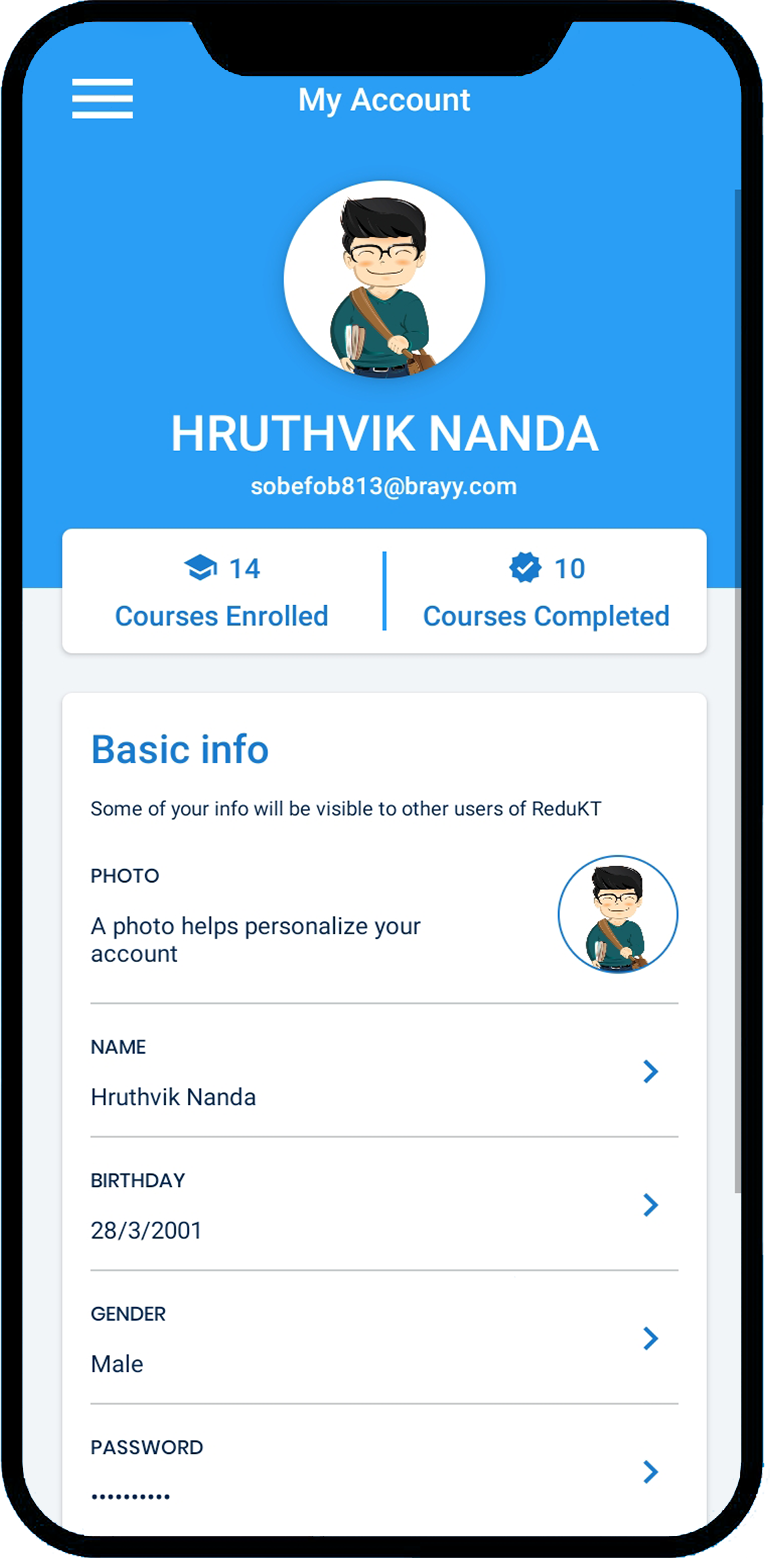 My Account
HRUTHVIK NANDA
sobefob813@brayy.com
14
10
Courses Enrolled
Courses Completed
Basic info
Some of your info will be visible to other users of ReduKT
PHOTO
A photo helps personalize your
account
NAME
Hruthvik Nanda
BIRTHDAY
28/3/2001
GENDER
Male
PASSWORD
••••••••••